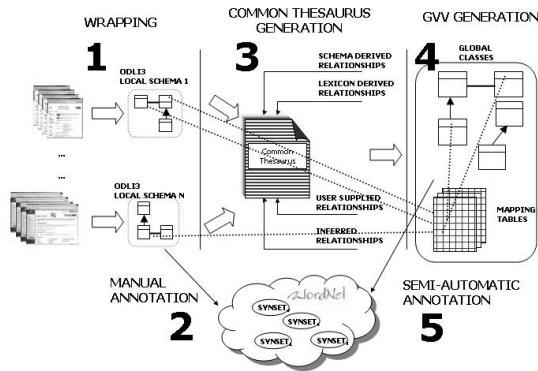 WRAPPING
1
ODLI3
LOCAL SCHEMA 1
...
...
ODLI3
LOCAL SCHEMA N
MANUAL
ANNOTATION
2
COMMON THESAURUS
GENERATION
3
SCHEMA DERIVED
RELATIONSHIPS
LEXICON DERIVED
RELATIONSHIPS
Common
Thesaurus
USER SUPPLIED
RELATIONSHIPS
INFERRED
RELATIONSHIPS
GVV GENERATION
4
GLOBAL
CLASSES
MAPPING
TABLES
SEMI-AUTOMATIC
ANNOTATION
5
WordNet
SYNSET
SYNSET
SYNSET
SYNSET
SYNSET